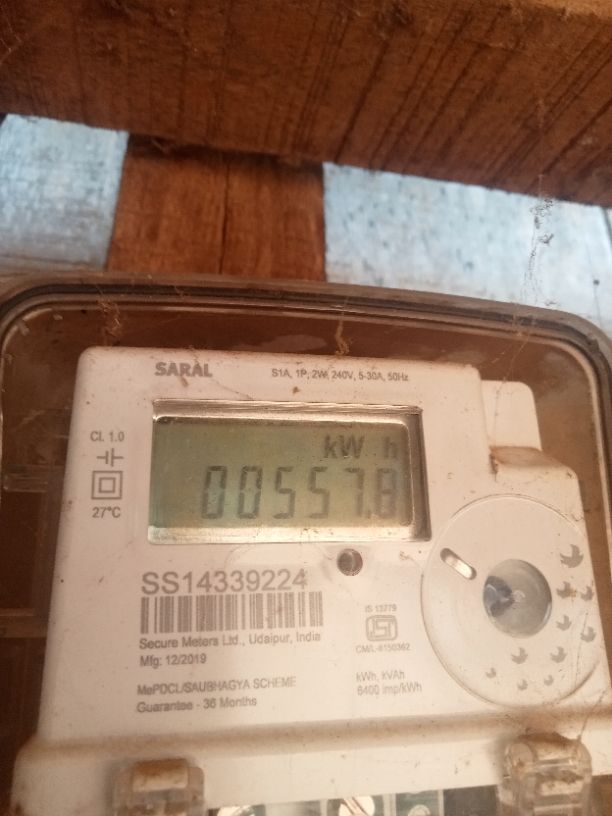 SARAL
S1A, 1P, 2W, 240V, 5-30A, 50Hz
Cl. 1.0
27°C
kW h
00557.8
SS14339224
Secure Meters Ltd., Udaipur, India
Mfg: 12/2019
MePDCL/SAUBHAGYA SCHEME
Guarantee - 36 Months
IS 13779
CM/L-8150362
kWh, kVAh
6400 imp/kWh